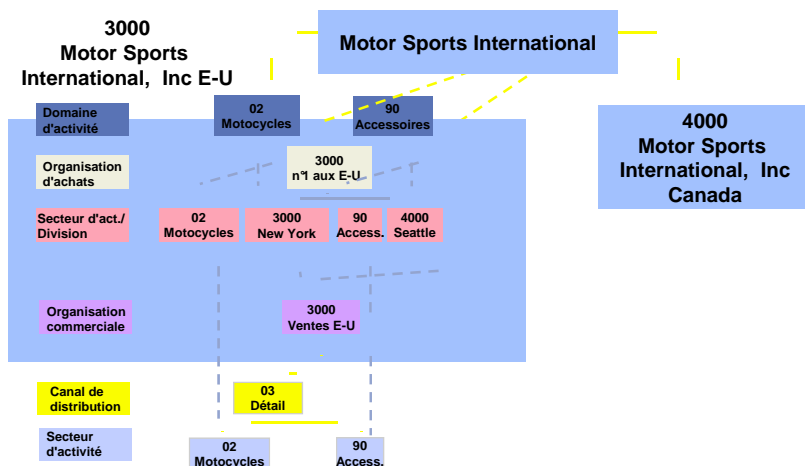 3000
Motor Sports
International, Inc E-U
Motor Sports International
4000
Motor Sports
International, Inc
Canada
Domaine
d'activité
02
Motocycles
90
Accessoires
Organisation
d'achats
3000
n°1 aux E-U
Secteur d'act./
Division
02
Motocycles
3000
New York
90
Access.
4000
Seattle
Organisation
commerciale
3000
Ventes E-U
Canal de
distribution
03
Détail
Secteur
d'activité
02
Motocycles
90
Access.